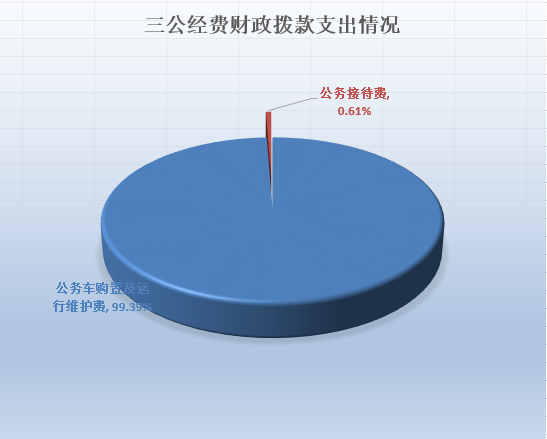 三公经费财政拨款支出情况
公务接待费,
0.61%
公务车购置及运
行维护费, 99.39%